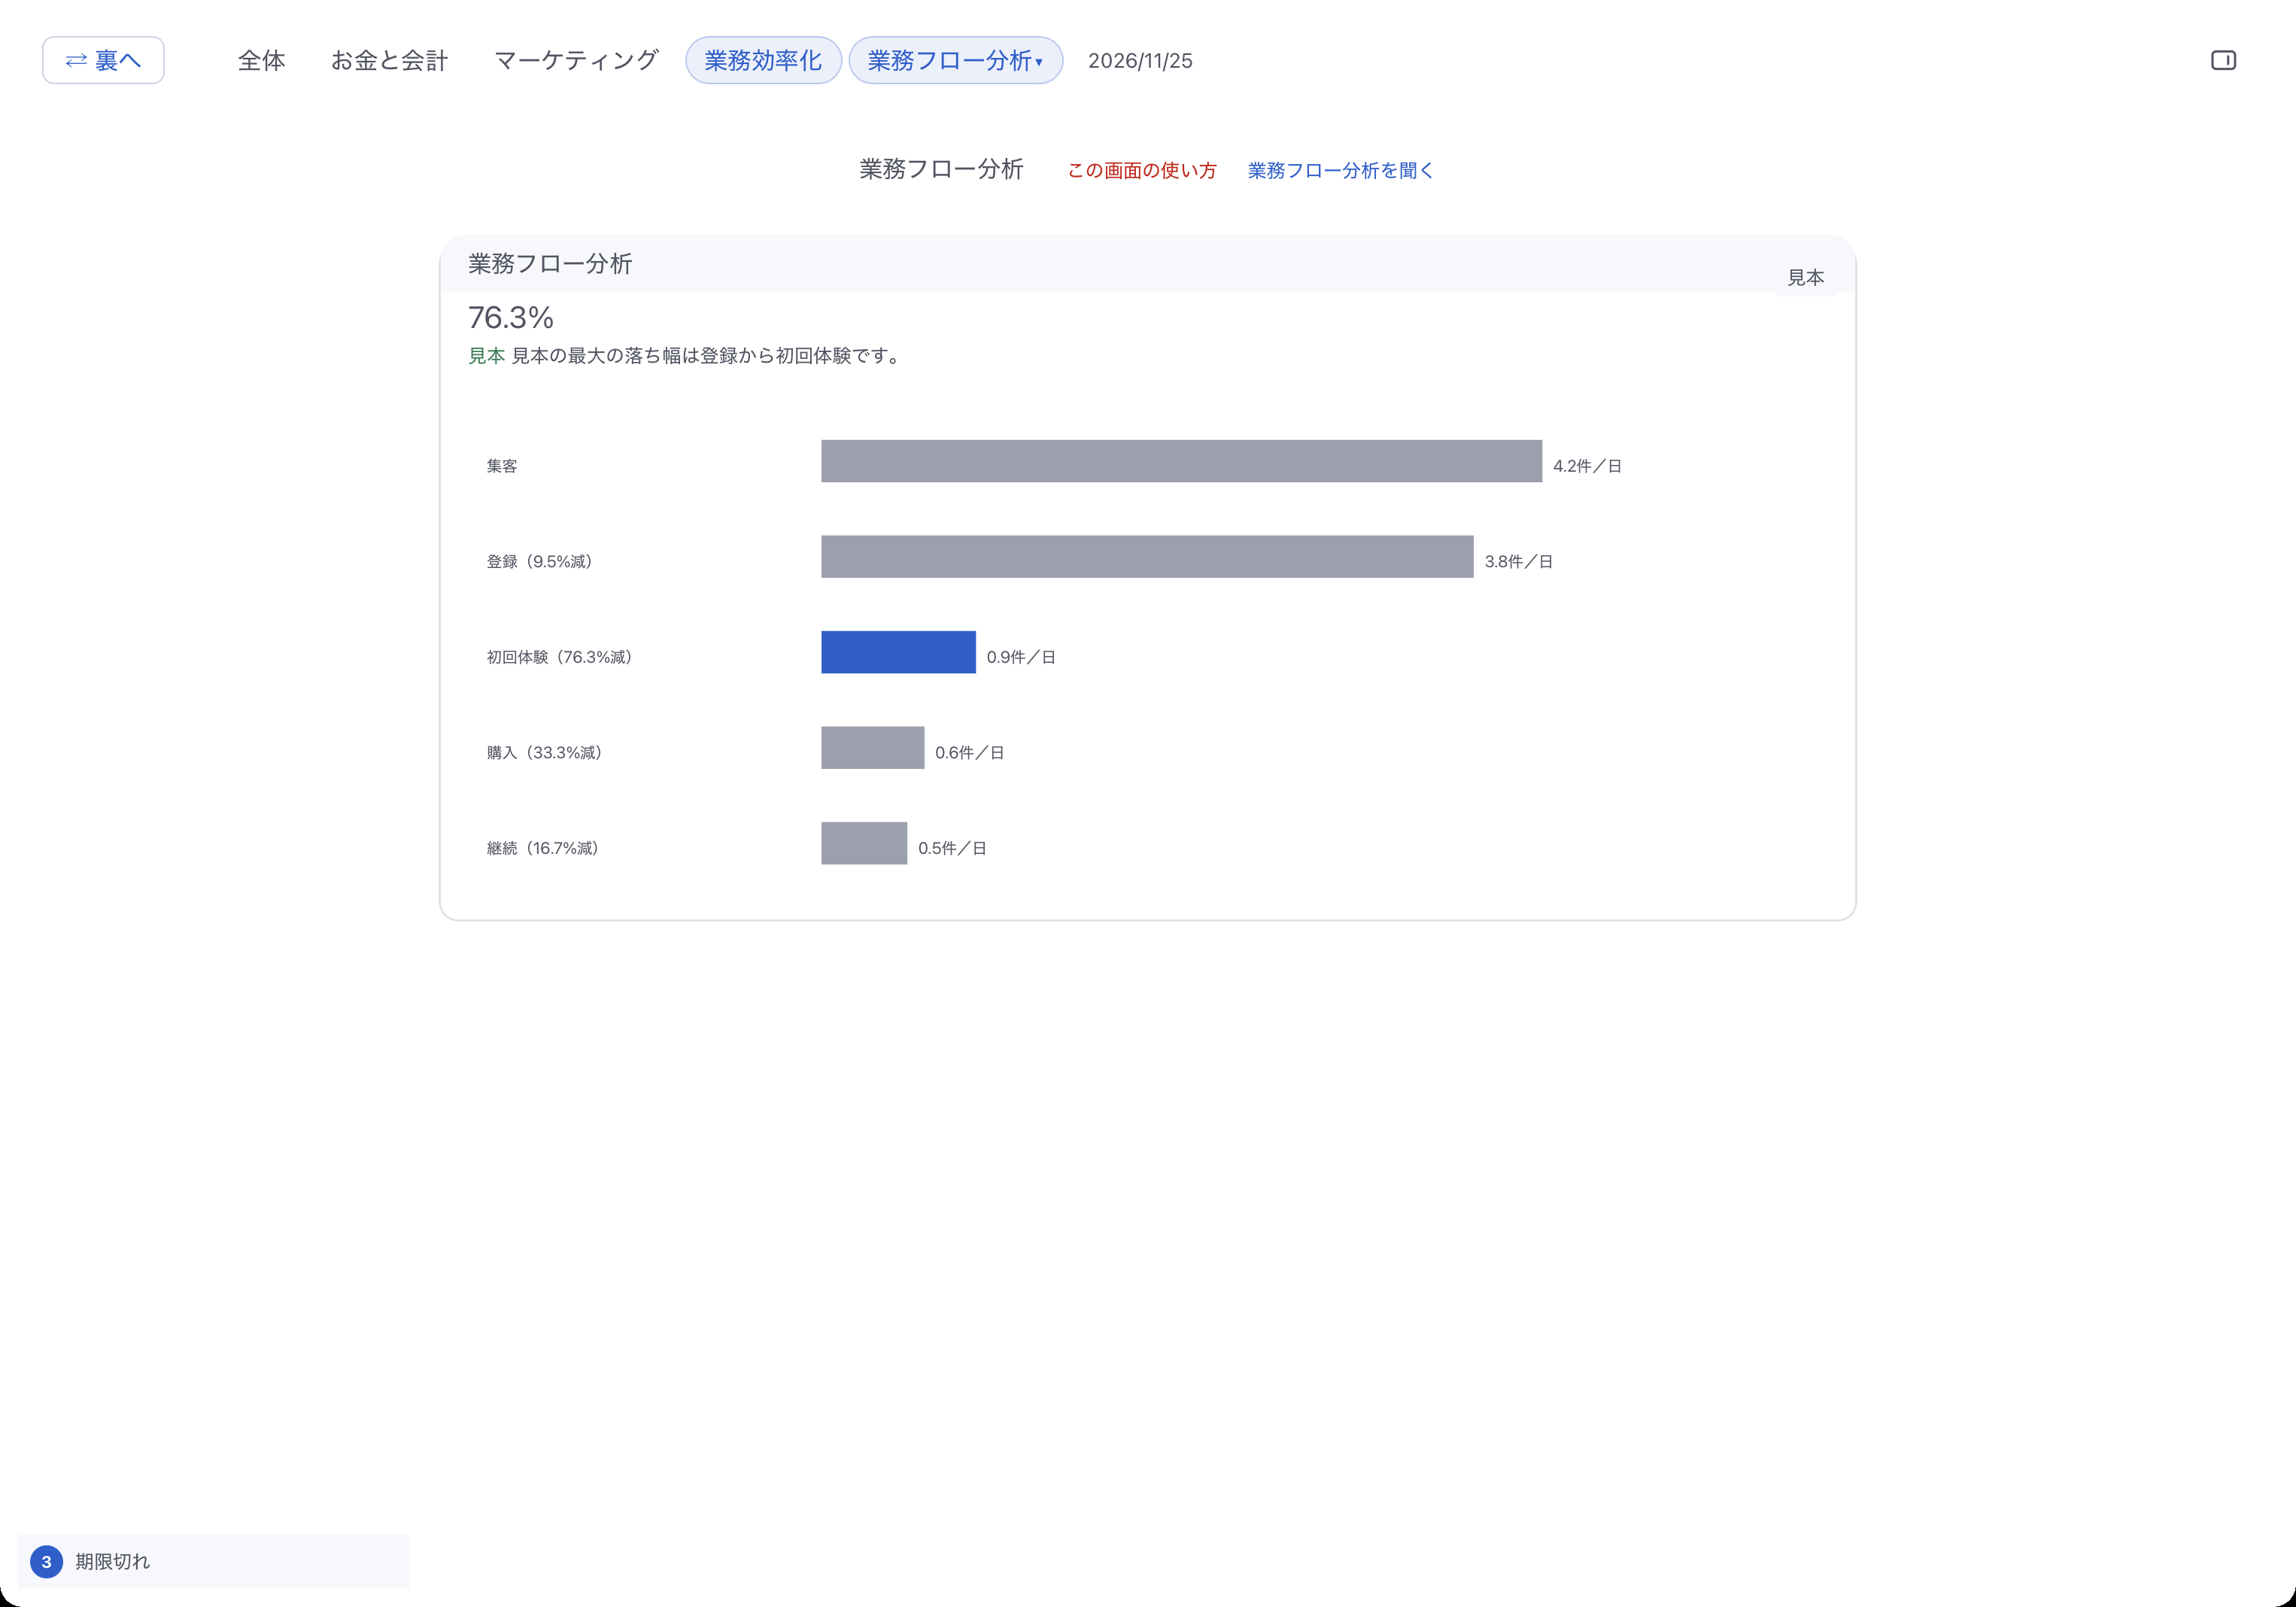 ⇄ 裏へ 全体 お金と会計 マーケティング 業務効率化 業務フロー分析▾ 2026/11/25
業務フロー分析 この画面の使い方 業務フロー分析を聞く
業務フロー分析
見本
76.3%
見本 見本の最大の落ち幅は登録から初回体験です。
集客 4.2件／日
登録（9.5%減） 3.8件／日
初回体験（76.3%減） 0.9件／日
購入（33.3%減） 0.6件／日
継続（16.7%減） 0.5件／日
3 期限切れ